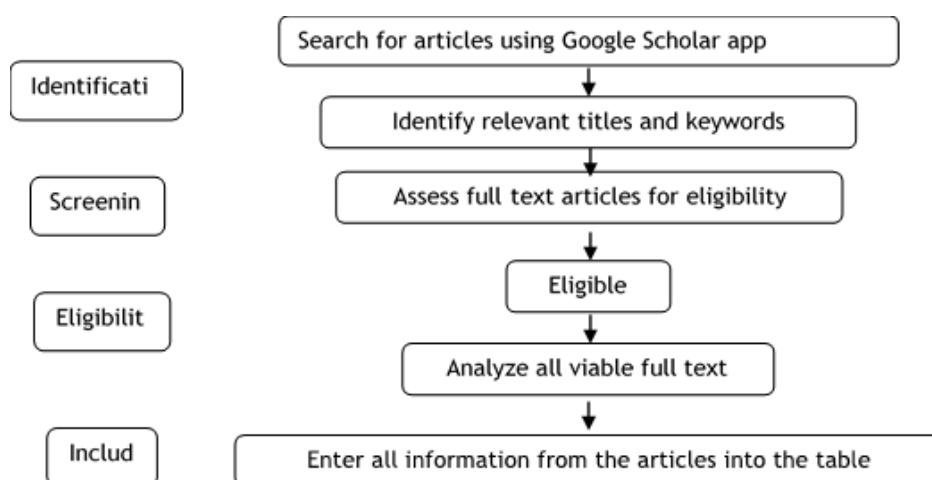 Search for articles using Google Scholar app
Identificati
Identify relevant titles and keywords
Screenin
Assess full text articles for eligibility
Eligible
Eligibilit
Analyze all viable full text
Includ
Enter all information from the articles into the table